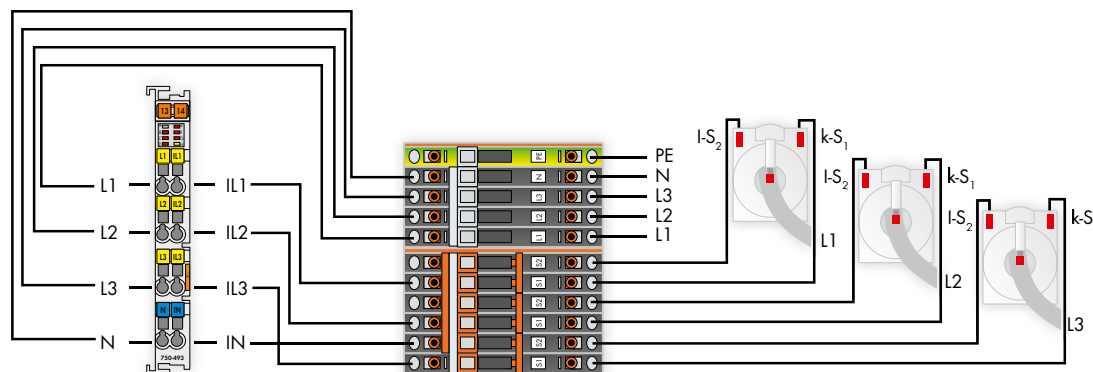 13 14
L1 IL1
L2 IL2
L3 IL3
N IN
750-493
L1
L2
L3
N
IL1
IL2
IL3
IN
PE
N
L3
L2
L1
S2
S1
S2
S1
S2
S1
PE
N
L3
L2
L1
l-S2
k-S1
L1
l-S2
k-S1
L2
l-S2
k-S
L3